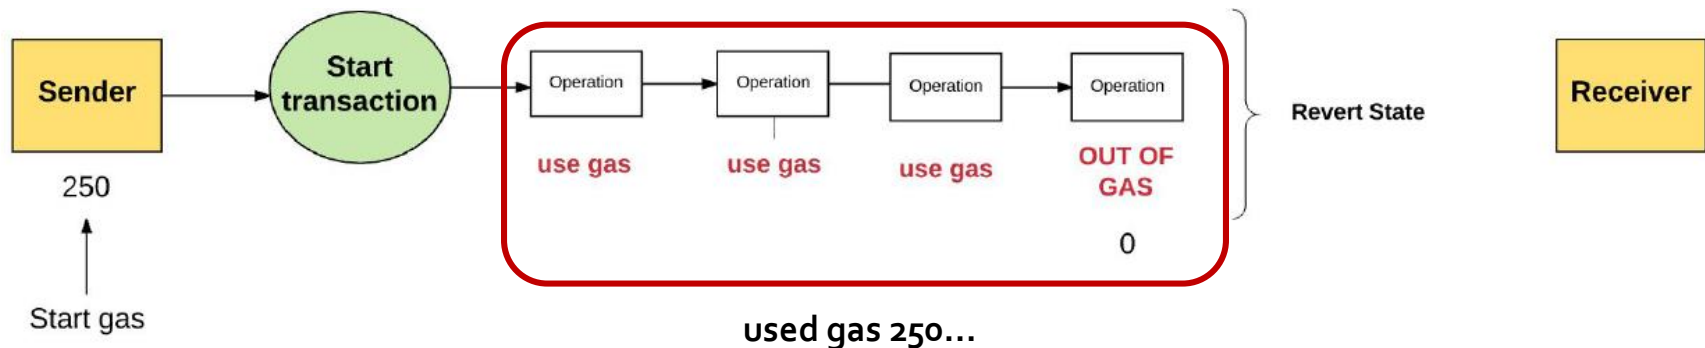 Sender
250
Start gas
Start
transaction
Operation
use gas
Operation
use gas
Operation
use gas
Operation
OUT OF
GAS
0
Revert State
Receiver
used gas 250...